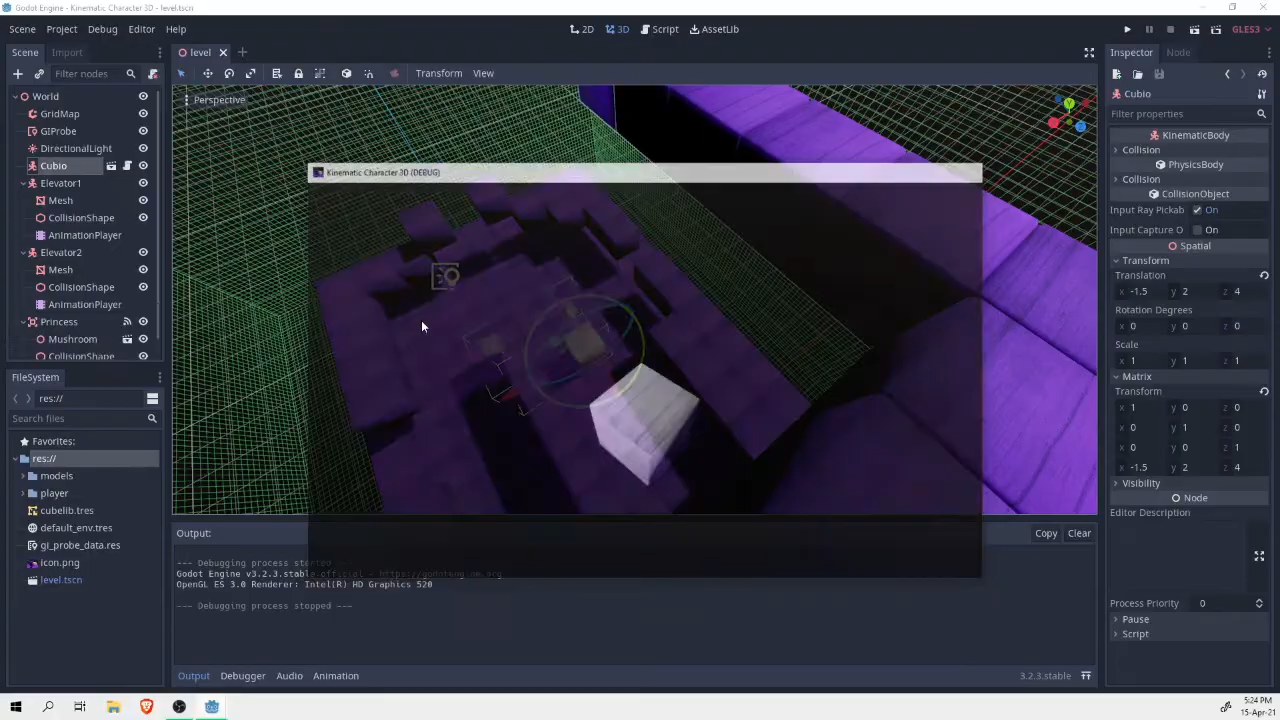 Godot Engine - Kinematic Character 3D - level.tscn
Scene Project Debug Editor Help
2D 3D Script AssetLib
GLES3
Scene Import
Filter nodes
World
GridMap
GIProbe
DirectionalLight
Cubio
Elevator1
Mesh
CollisionShape
AnimationPlayer
Elevator2
Mesh
CollisionShape
AnimationPlayer
Princess
Mushroom
CollisionShape
FileSystem
res://
Search files
Favorites:
res://
models
player
cubelib.tres
default_env.tres
gi_probe_data.res
icon.png
level.tscn
level
Transform View
Perspective
Y
Kinematic Character 3D (DEBUG)
Output:
Copy Clear
--- Debugging process started ---
Godot Engine v3.2.3.stable.official - https://godotengine.org
OpenGL ES 3.0 Renderer: Intel(R) HD Graphics 520
--- Debugging process stopped ---
Output Debugger Audio Animation
3.2.3.stable
Inspector Node
Cubio
Filter properties
KinematicBody
Collision
PhysicsBody
Collision
CollisionObject
Input Ray Pickab On
Input Capture O On
Spatial
Transform
Translation
x -1.5 y 2 z 4
Rotation Degrees
x 0 y 0 z 0
Scale
x 1 y 1 z 1
Matrix
Transform
x 1 y 0 z 0
x 0 y 1 z 0
x 0 y 0 z 1
x -1.5 y 2 z 4
Visibility
Node
Editor Description
Process Priority 0
Pause
Script
5:24 PM
15-Apr-21